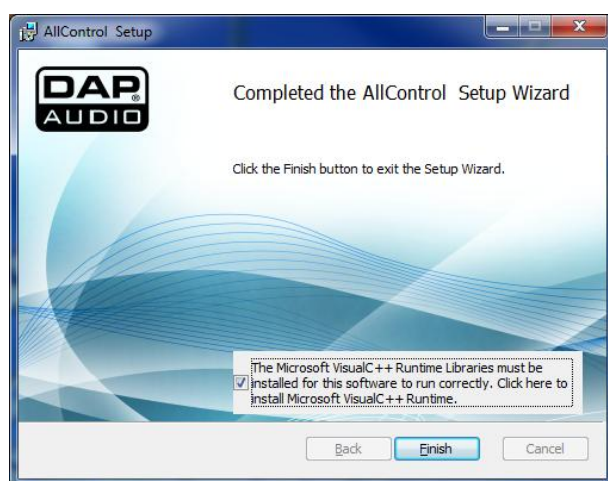 AllControl  Setup
DAP®
AUDIO
Completed the AllControl  Setup Wizard
Click the Finish button to exit the Setup Wizard.
The Microsoft VisualC++ Runtime Libraries must be
installed for this software to run correctly. Click here to
install Microsoft VisualC++ Runtime.
Back
Finish
Cancel